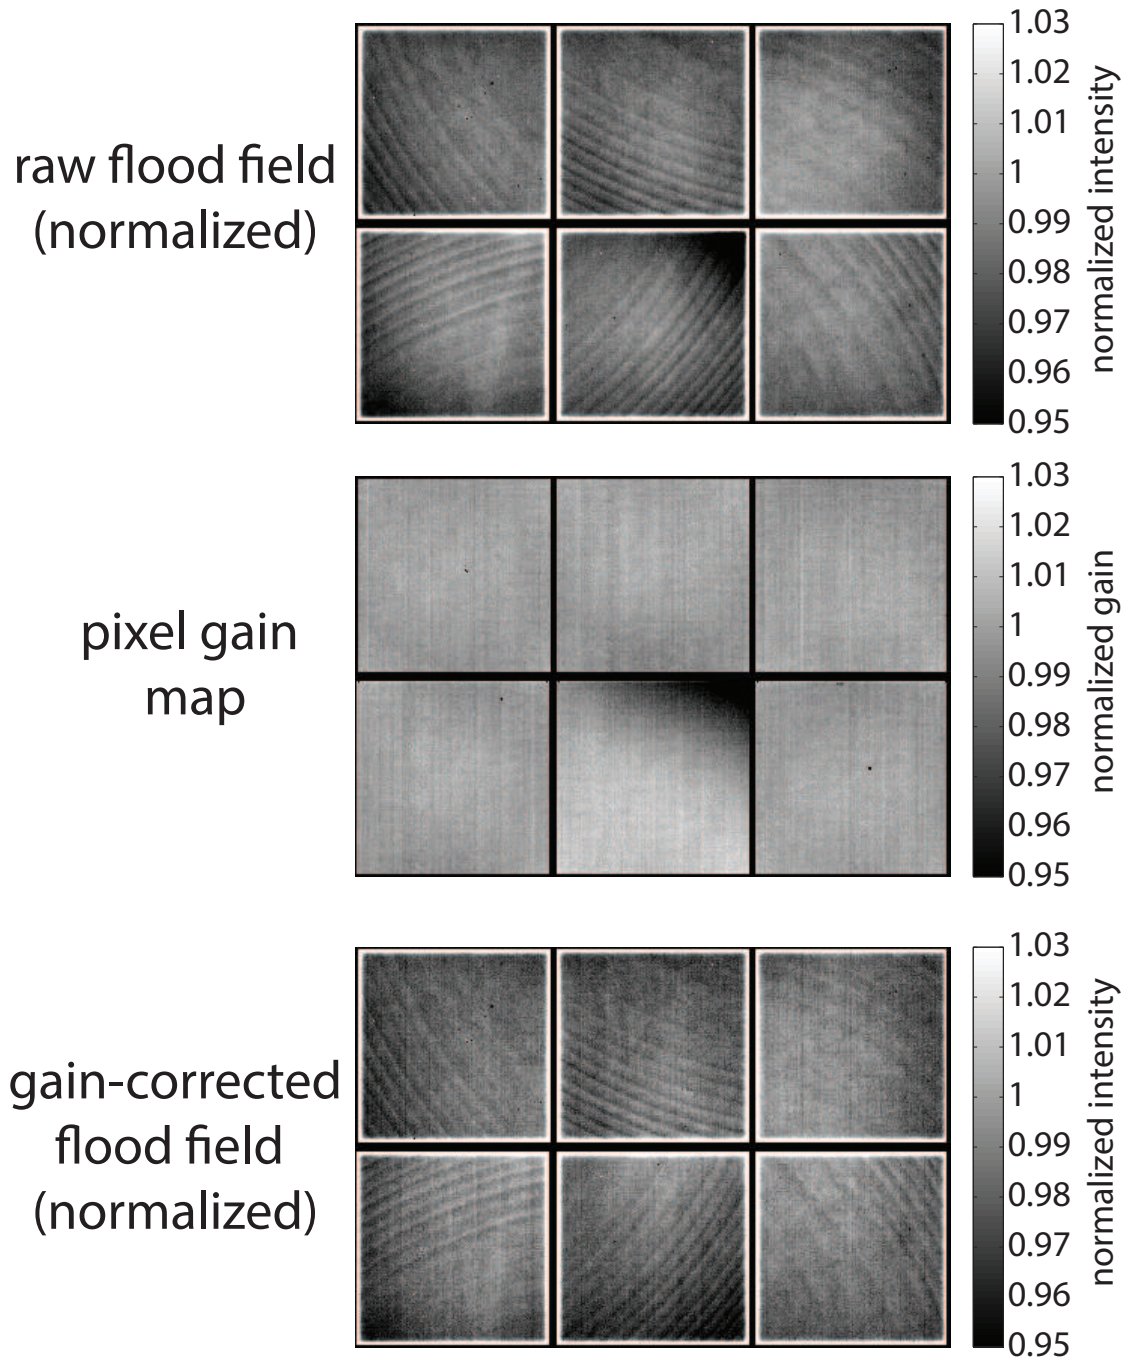 raw flood field
(normalized)
1.03
1.02
1.01
1
0.99
0.98
0.97
0.96
0.95
normalized intensity
pixel gain
map
1.03
1.02
1.01
1
0.99
0.98
0.97
0.96
0.95
normalized gain
gain-corrected
flood field
(normalized)
1.03
1.02
1.01
1
0.99
0.98
0.97
0.96
0.95
normalized intensity